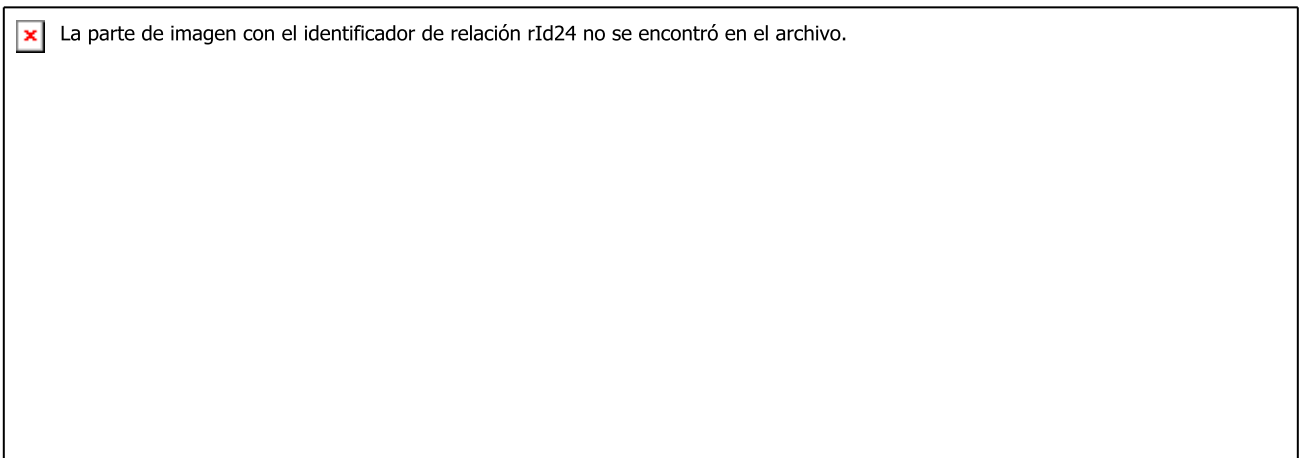 La parte de imagen con el identificador de relación rId24 no se encontró en el archivo.